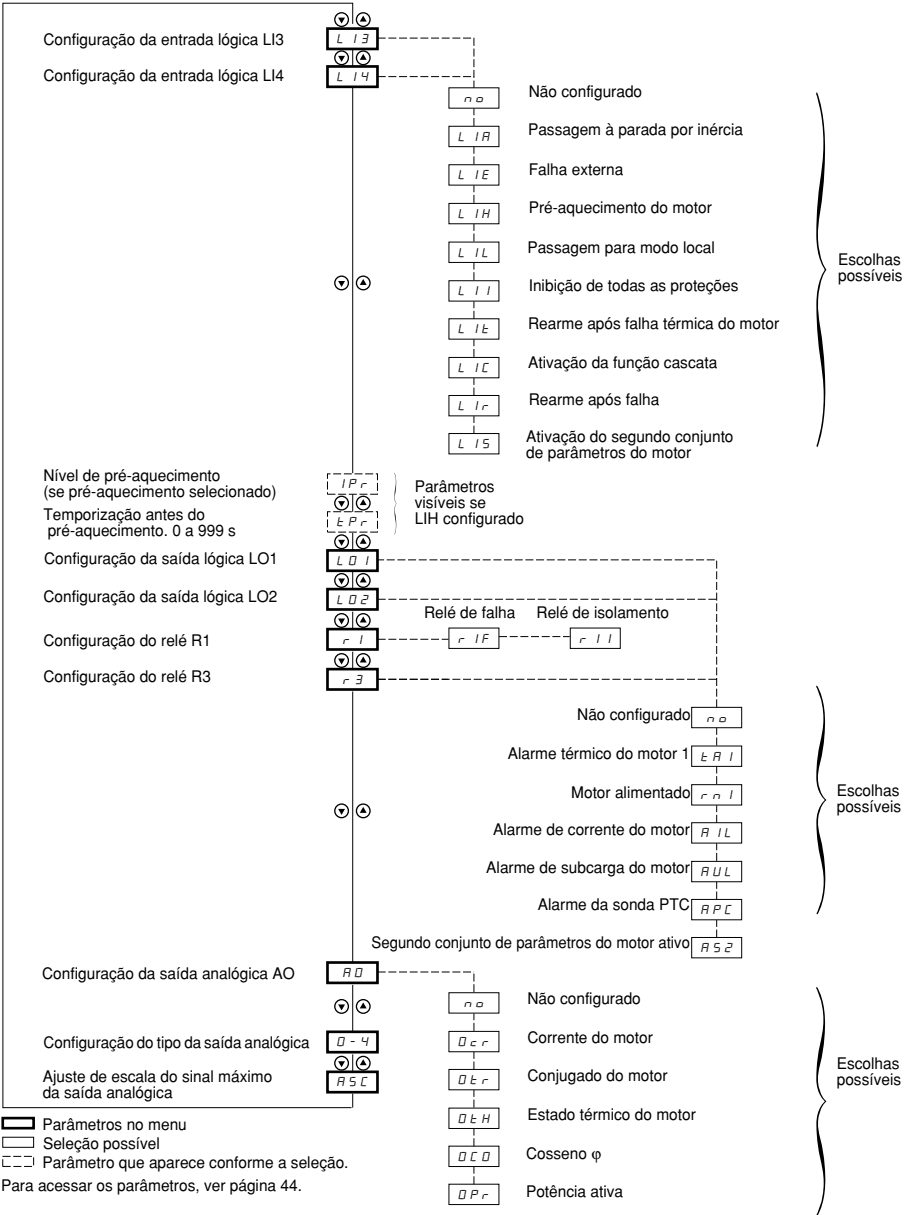 Configuração da entrada lógica LI3 LI3
Configuração da entrada lógica LI4 LI4
no Não configurado
LIA Passagem à parada por inércia
LIE Falha externa
LIH Pré-aquecimento do motor
LIL Passagem para modo local
LII Inibição de todas as proteções
LIt Rearme após falha térmica do motor
LIC Ativação da função cascata
LIr Rearme após falha
LIS Ativação do segundo conjunto
de parâmetros do motor
Escolhas
possíveis
Nível de pré-aquecimento
(se pré-aquecimento selecionado)
IPr
Temporização antes do
pré-aquecimento. 0 a 999 s
tPr
Parâmetros
visíveis se
LIH configurado
Configuração da saída lógica LO1 LO1
Configuração da saída lógica LO2 LO2
Relé de falha Relé de isolamento
Configuração do relé R1 r1 r1F r1I
Configuração do relé R3 r3
Não configurado no
Alarme térmico do motor 1 tA1
Motor alimentado rn1
Alarme de corrente do motor AIL
Alarme de subcarga do motor AUL
Alarme da sonda PTC APC
Segundo conjunto de parâmetros do motor ativo AS2
Escolhas
possíveis
Configuração da saída analógica AO AO
no Não configurado
Configuração do tipo da saída analógica O-4
Ocr Corrente do motor
Ajuste de escala do sinal máximo
da saída analógica
ASC
Otr Conjugado do motor
OtH Estado térmico do motor
OCO Cosseno φ
OPr Potência ativa
Escolhas
possíveis
Parâmetros no menu
Seleção possível
Parâmetro que aparece conforme a seleção.
Para acessar os parâmetros, ver página 44.